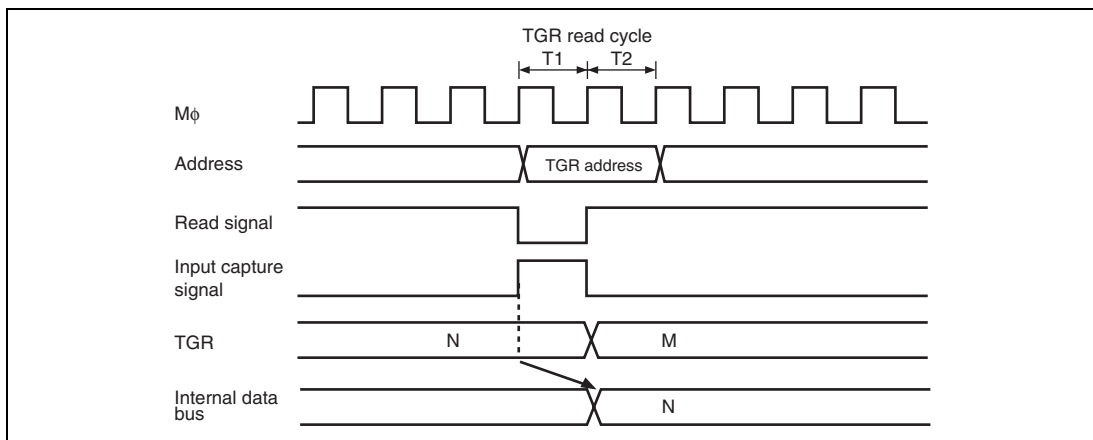 TGR read cycle
T1 T2
Mφ
Address
TGR address
Read signal
Input capture
signal
TGR
N
M
Internal data
bus
N